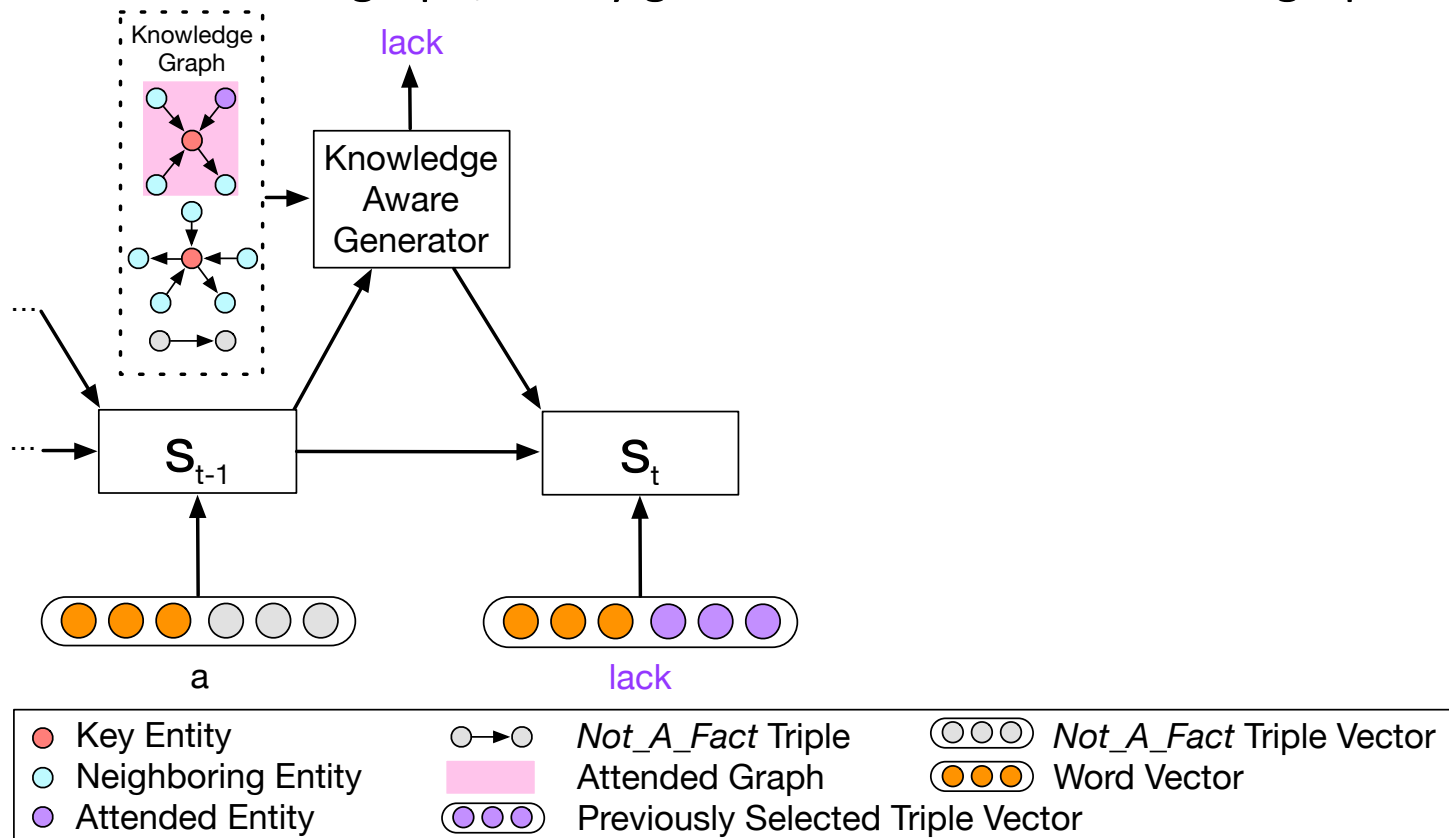 Knowledge
Graph
lack
Knowledge
Aware
Generator
...
...
S_{t-1}
S_t
a
lack
Key Entity
Not_A_Fact Triple
Not_A_Fact Triple Vector
Neighboring Entity
Attended Graph
Word Vector
Attended Entity
Previously Selected Triple Vector